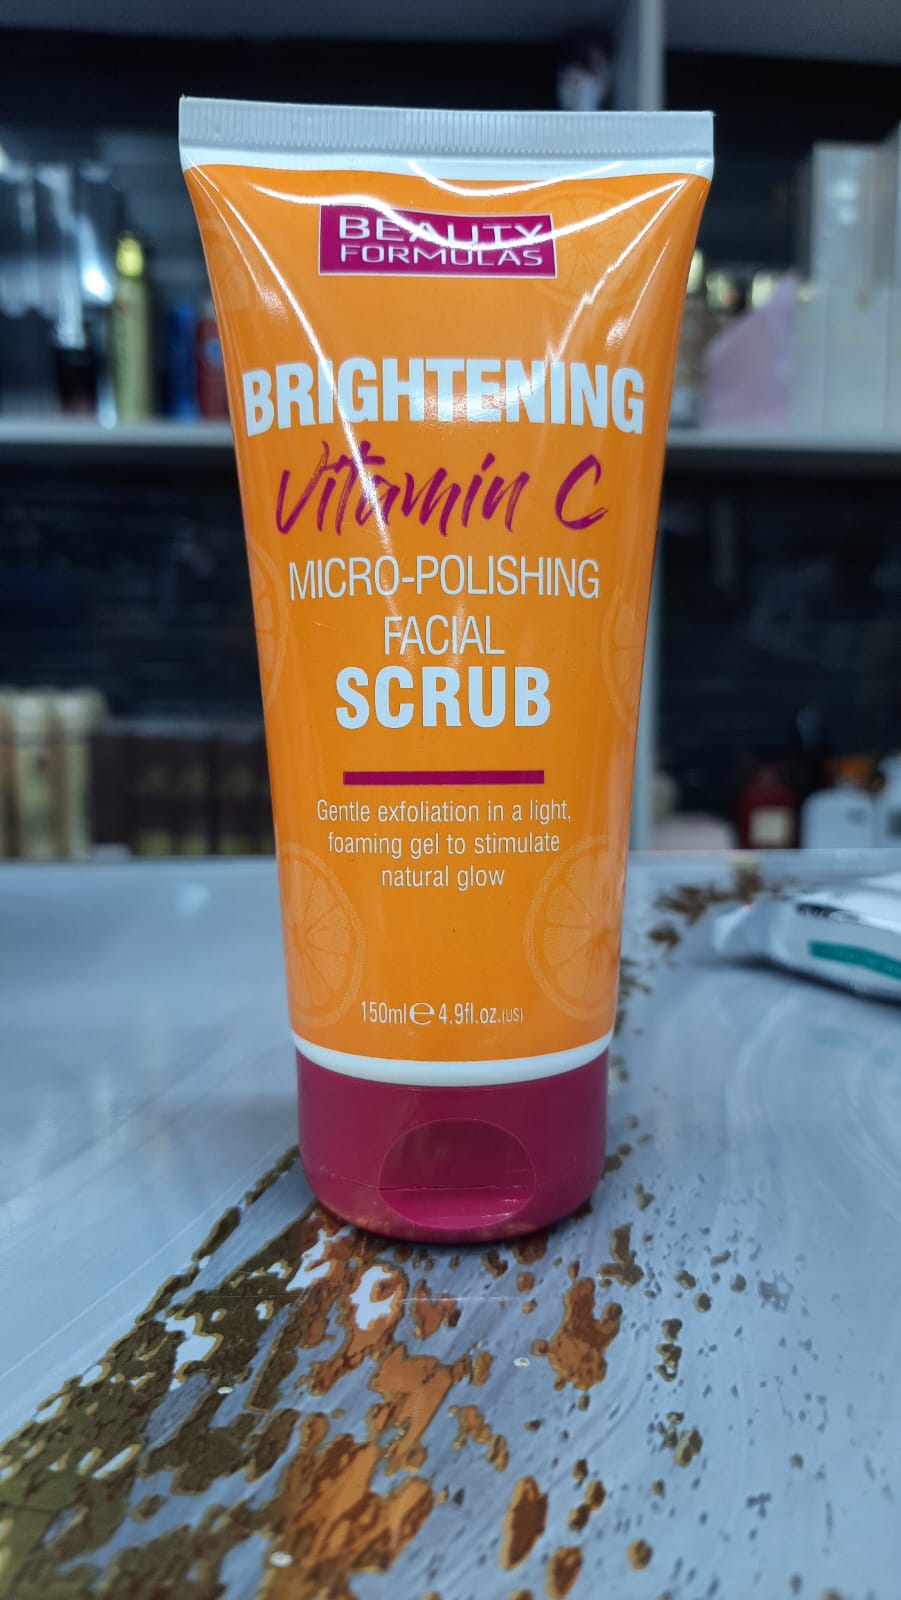 BEAUTY
FORMULAS
BRIGHTENING
Vitamin C
MICRO-POLISHING
FACIAL
SCRUB
Gentle exfoliation in a light,
foaming gel to stimulate
natural glow
150ml℮4.9fl.oz.(US)